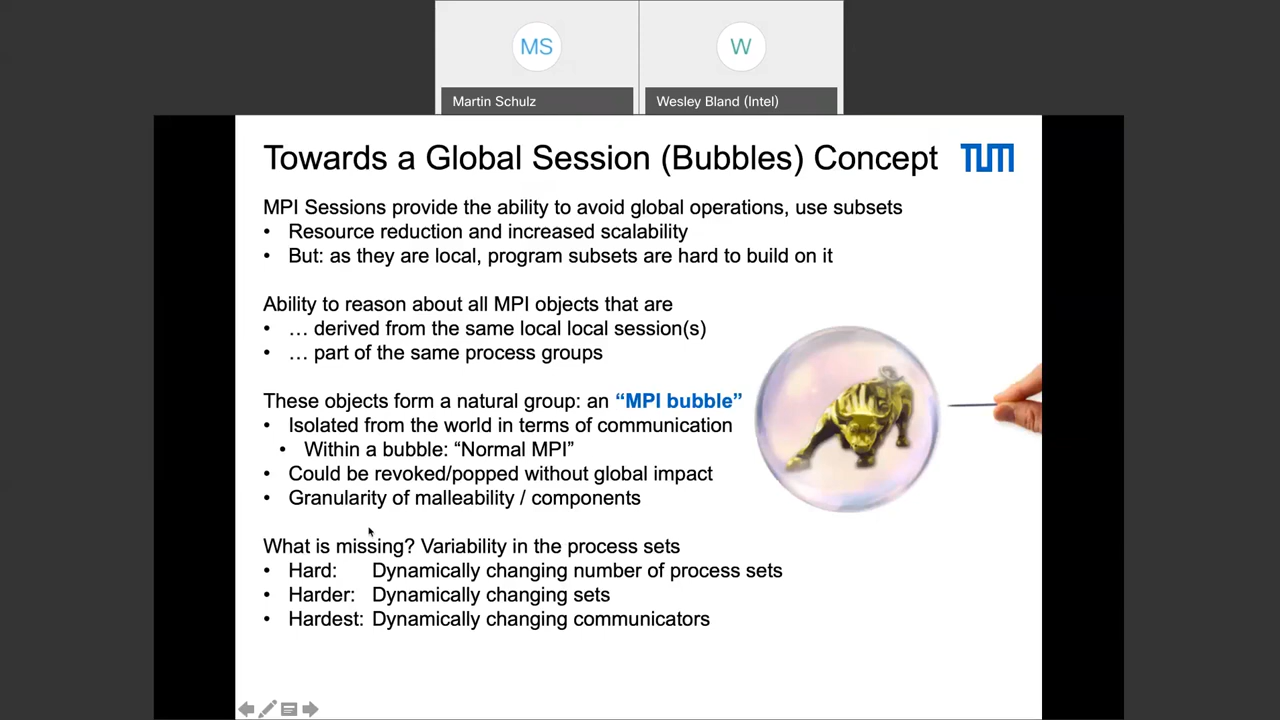 MS
W
Martin Schulz
Wesley Bland (Intel)
Towards a Global Session (Bubbles) Concept
TUM
MPI Sessions provide the ability to avoid global operations, use subsets
• Resource reduction and increased scalability
• But: as they are local, program subsets are hard to build on it
Ability to reason about all MPI objects that are
• … derived from the same local local session(s)
• … part of the same process groups
These objects form a natural group: an “MPI bubble”
• Isolated from the world in terms of communication
• Within a bubble: “Normal MPI”
• Could be revoked/popped without global impact
• Granularity of malleability / components
What is missing? Variability in the process sets
• Hard: Dynamically changing number of process sets
• Harder: Dynamically changing sets
• Hardest: Dynamically changing communicators